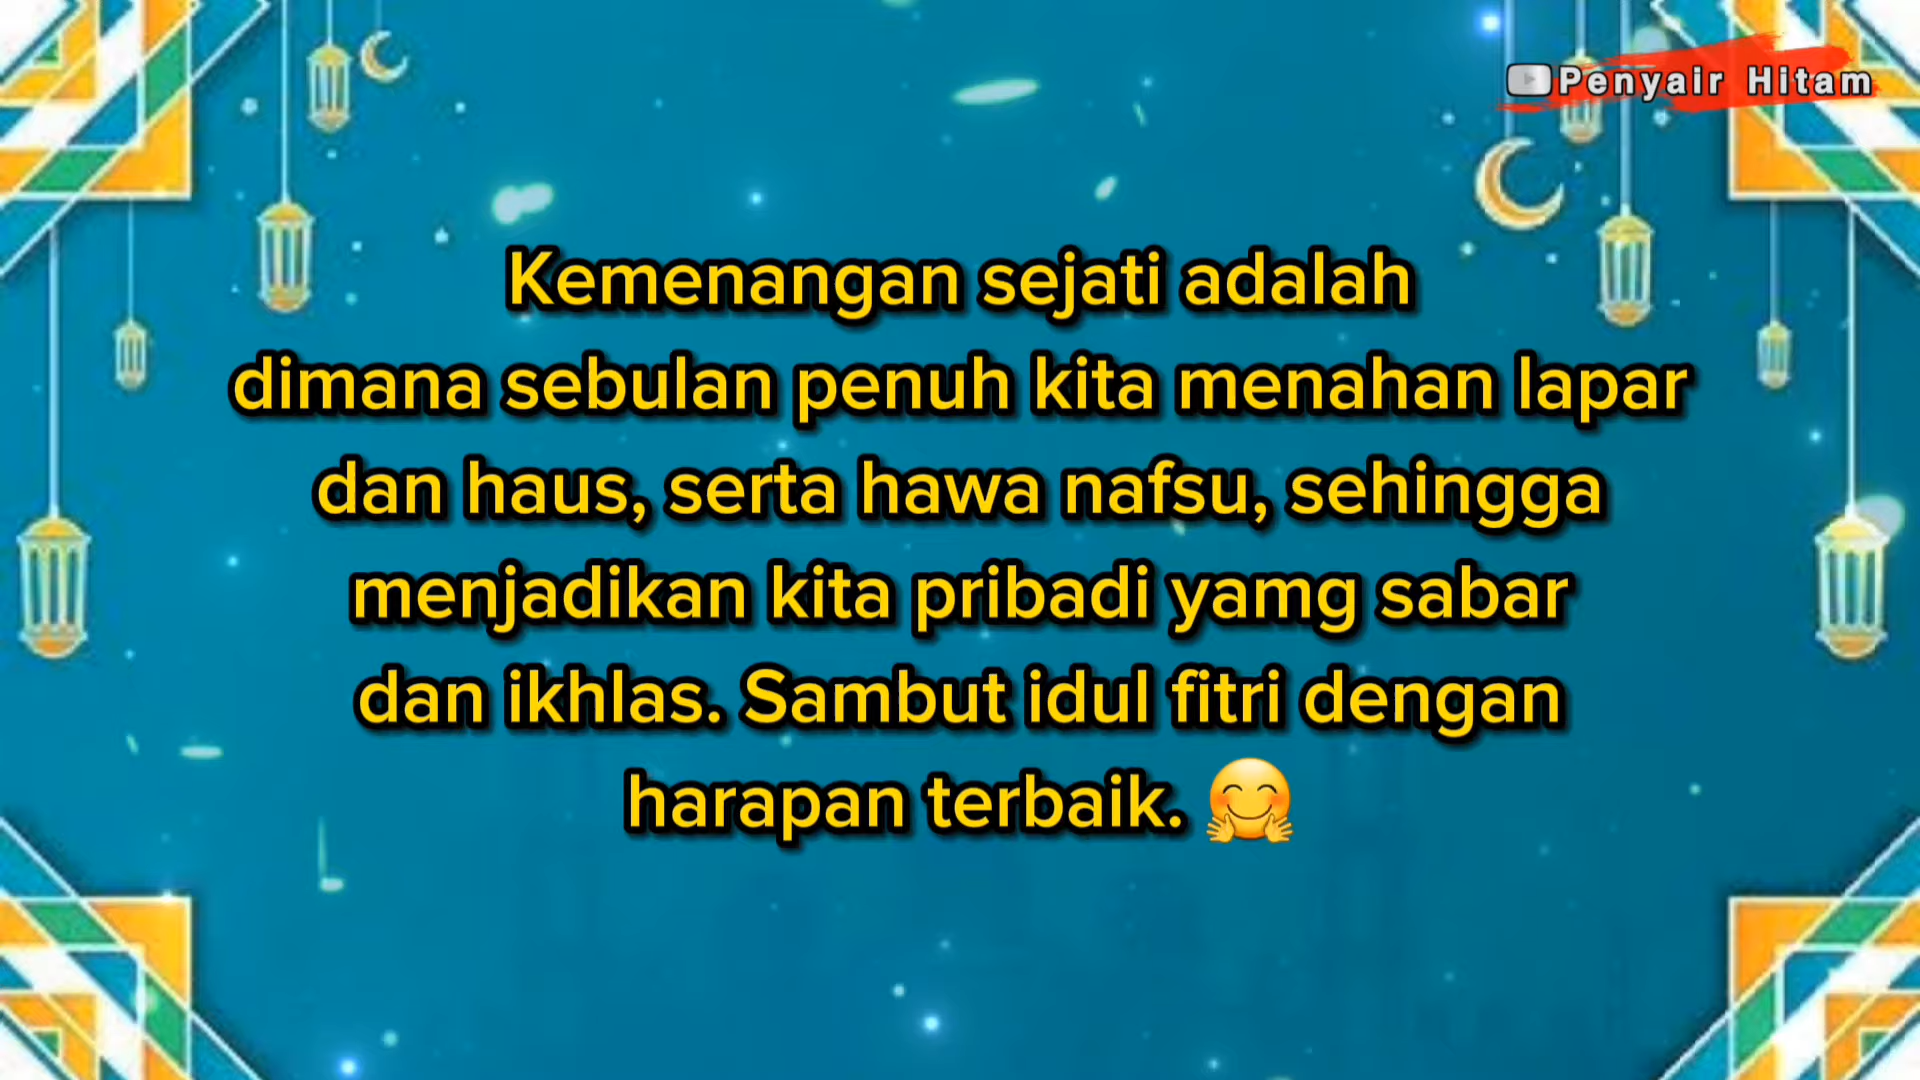 Penyair Hitam
Kemenangan sejati adalah
dimana sebulan penuh kita menahan lapar
dan haus, serta hawa nafsu, sehingga
menjadikan kita pribadi yamg sabar
dan ikhlas. Sambut idul fitri dengan
harapan terbaik. 🤗